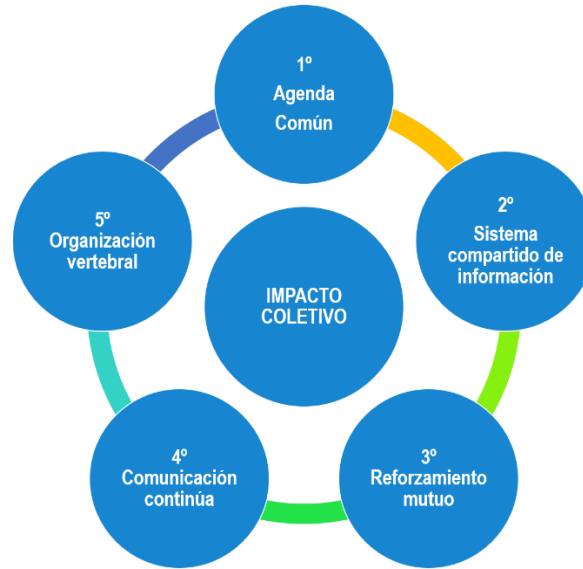 1º
Agenda
Común
2º
Sistema
compartido de
información
3º
Reforzamiento
mutuo
4º
Comunicación
continúa
5º
Organización
vertebral
IMPACTO
COLETIVO